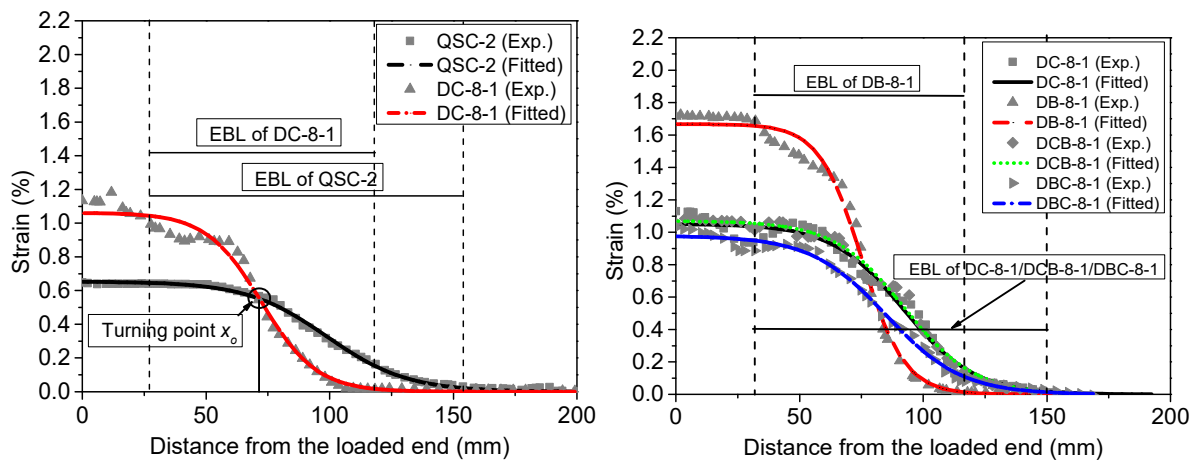 2.2
2.0
1.8
1.6
1.4
1.2
1.0
0.8
0.6
0.4
0.2
0.0
Strain (%)
QSC-2 (Exp.)
QSC-2 (Fitted)
DC-8-1 (Exp.)
DC-8-1 (Fitted)
EBL of DC-8-1
EBL of QSC-2
Turning point xo
0 50 100 150 200
Distance from the loaded end (mm)
2.2
2.0
1.8
1.6
1.4
1.2
1.0
0.8
0.6
0.4
0.2
0.0
Strain (%)
EBL of DB-8-1
DC-8-1 (Exp.)
DC-8-1 (Fitted)
DB-8-1 (Exp.)
DB-8-1 (Fitted)
DCB-8-1 (Exp.)
DCB-8-1 (Fitted)
DBC-8-1 (Exp.)
DBC-8-1 (Fitted)
EBL of DC-8-1/DCB-8-1/DBC-8-1
0 50 100 150 200
Distance from the loaded end (mm)